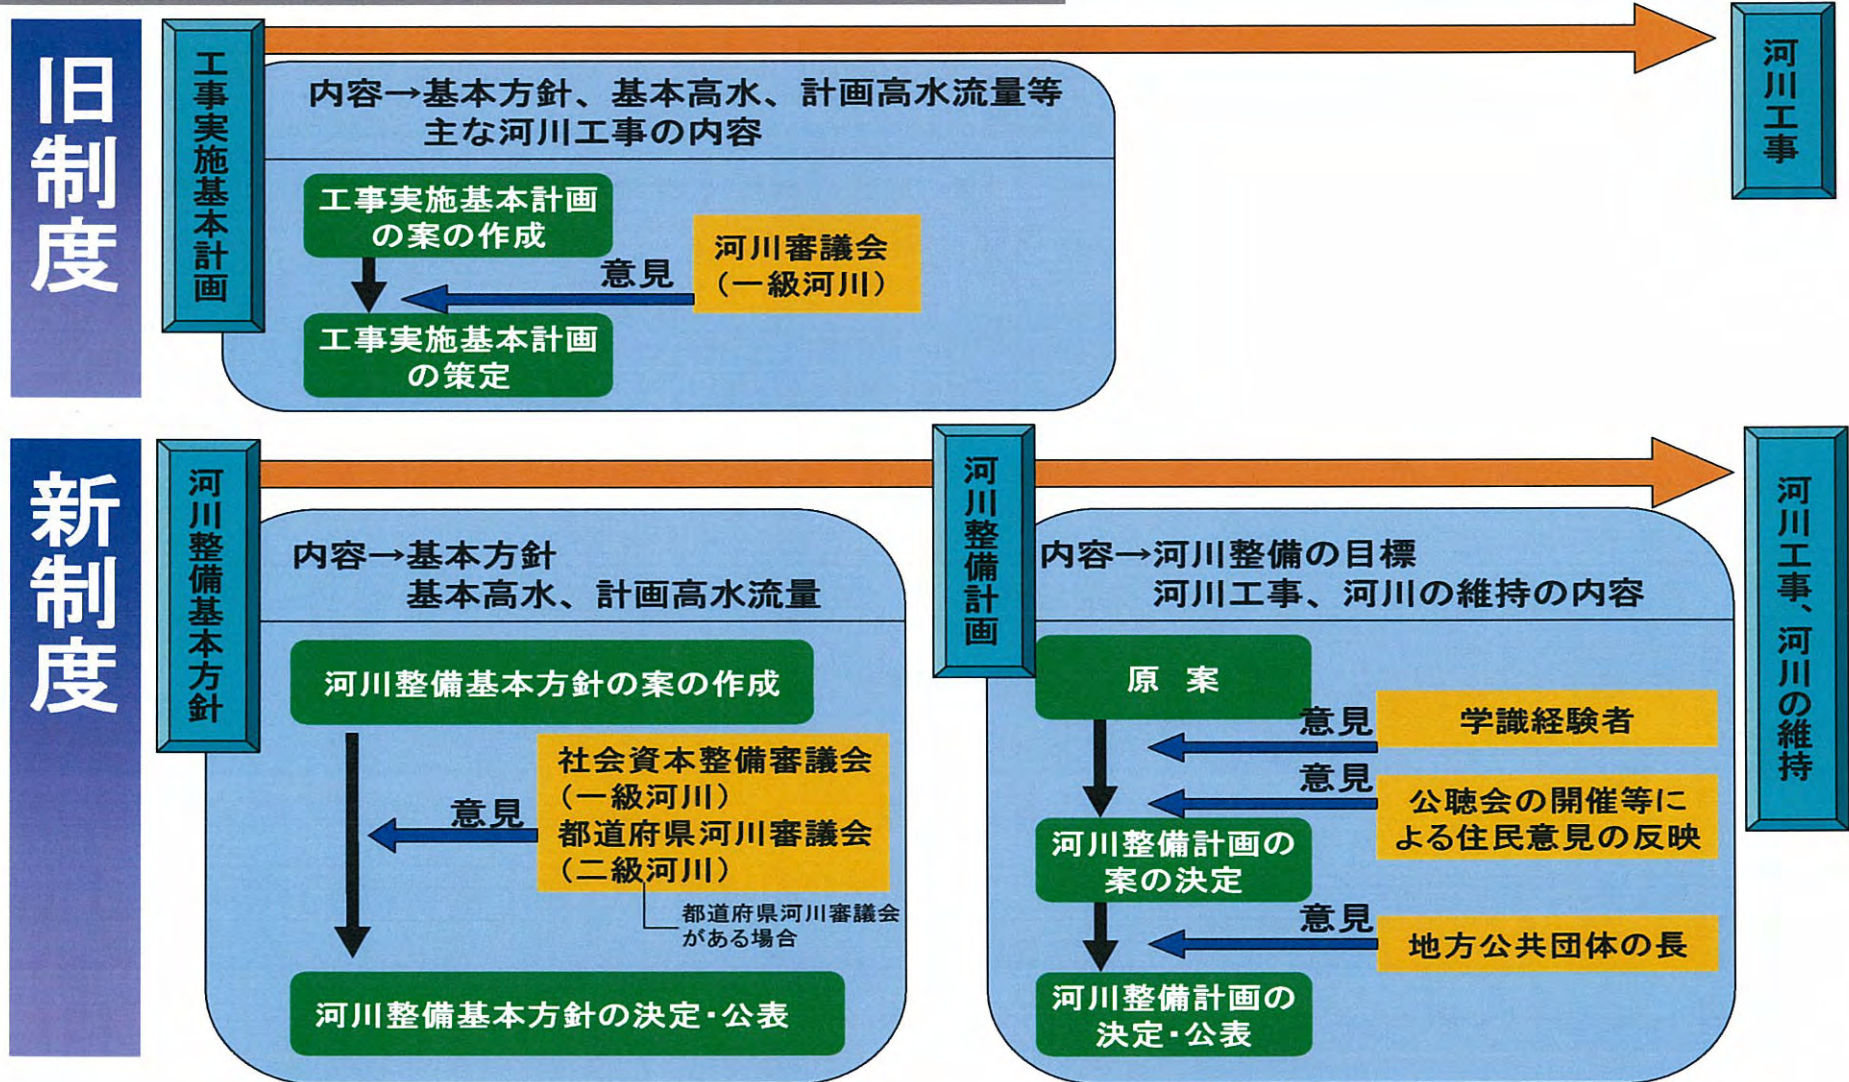 旧制度
工事実施基本計画
内容→基本方針、基本高水、計画高水流量等
主な河川工事の内容
工事実施基本計画
の案の作成
意見
河川審議会
(一級河川)
工事実施基本計画
の策定
河川工事
新制度
河川整備基本方針
内容→基本方針
基本高水、計画高水流量
河川整備基本方針の案の作成
意見
社会資本整備審議会
(一級河川)
都道府県河川審議会
(二級河川)
都道府県河川審議会
がある場合
河川整備基本方針の決定・公表
河川整備計画
内容→河川整備の目標
河川工事、河川の維持の内容
原 案
意見
学識経験者
意見
公聴会の開催等に
よる住民意見の反映
河川整備計画の
案の決定
意見
地方公共団体の長
河川整備計画の
決定・公表
河川工事、河川の維持